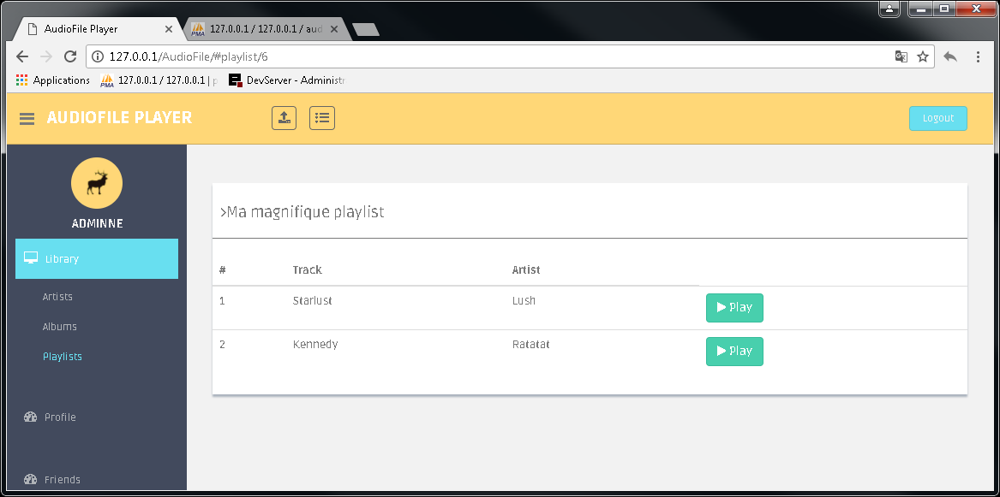 AudioFile Player
127.0.0.1 / 127.0.0.1 / aud
127.0.0.1/AudioFile/#playlist/6
Applications
127.0.0.1 / 127.0.0.1 | p
DevServer - Administr
AUDIOFILE PLAYER
Logout
ADMINNE
Library
Artists
Albums
Playlists
Profile
Friends
>Ma magnifique playlist
# Track Artist
1 Starlust Lush Play
2 Kennedy Ratatat Play